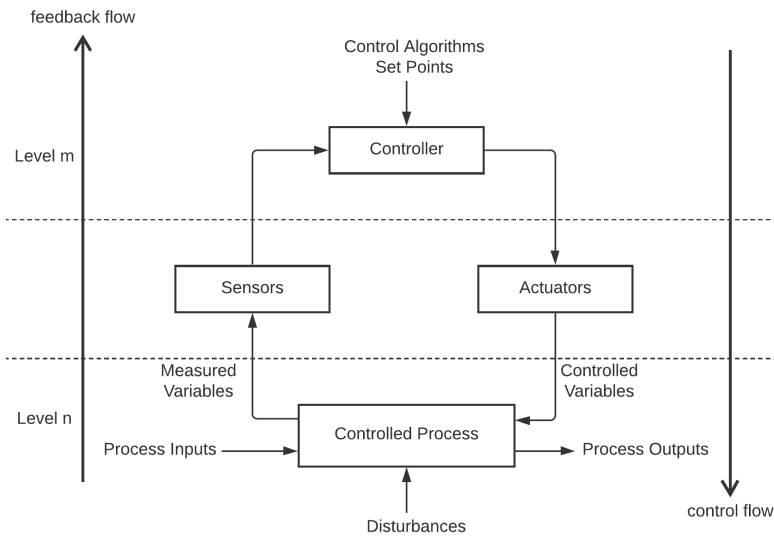 feedback flow
Control Algorithms
Set Points
Level m
Controller
Sensors
Actuators
Measured
Variables
Controlled
Variables
Level n
Controlled Process
Process Inputs
Process Outputs
control flow
Disturbances